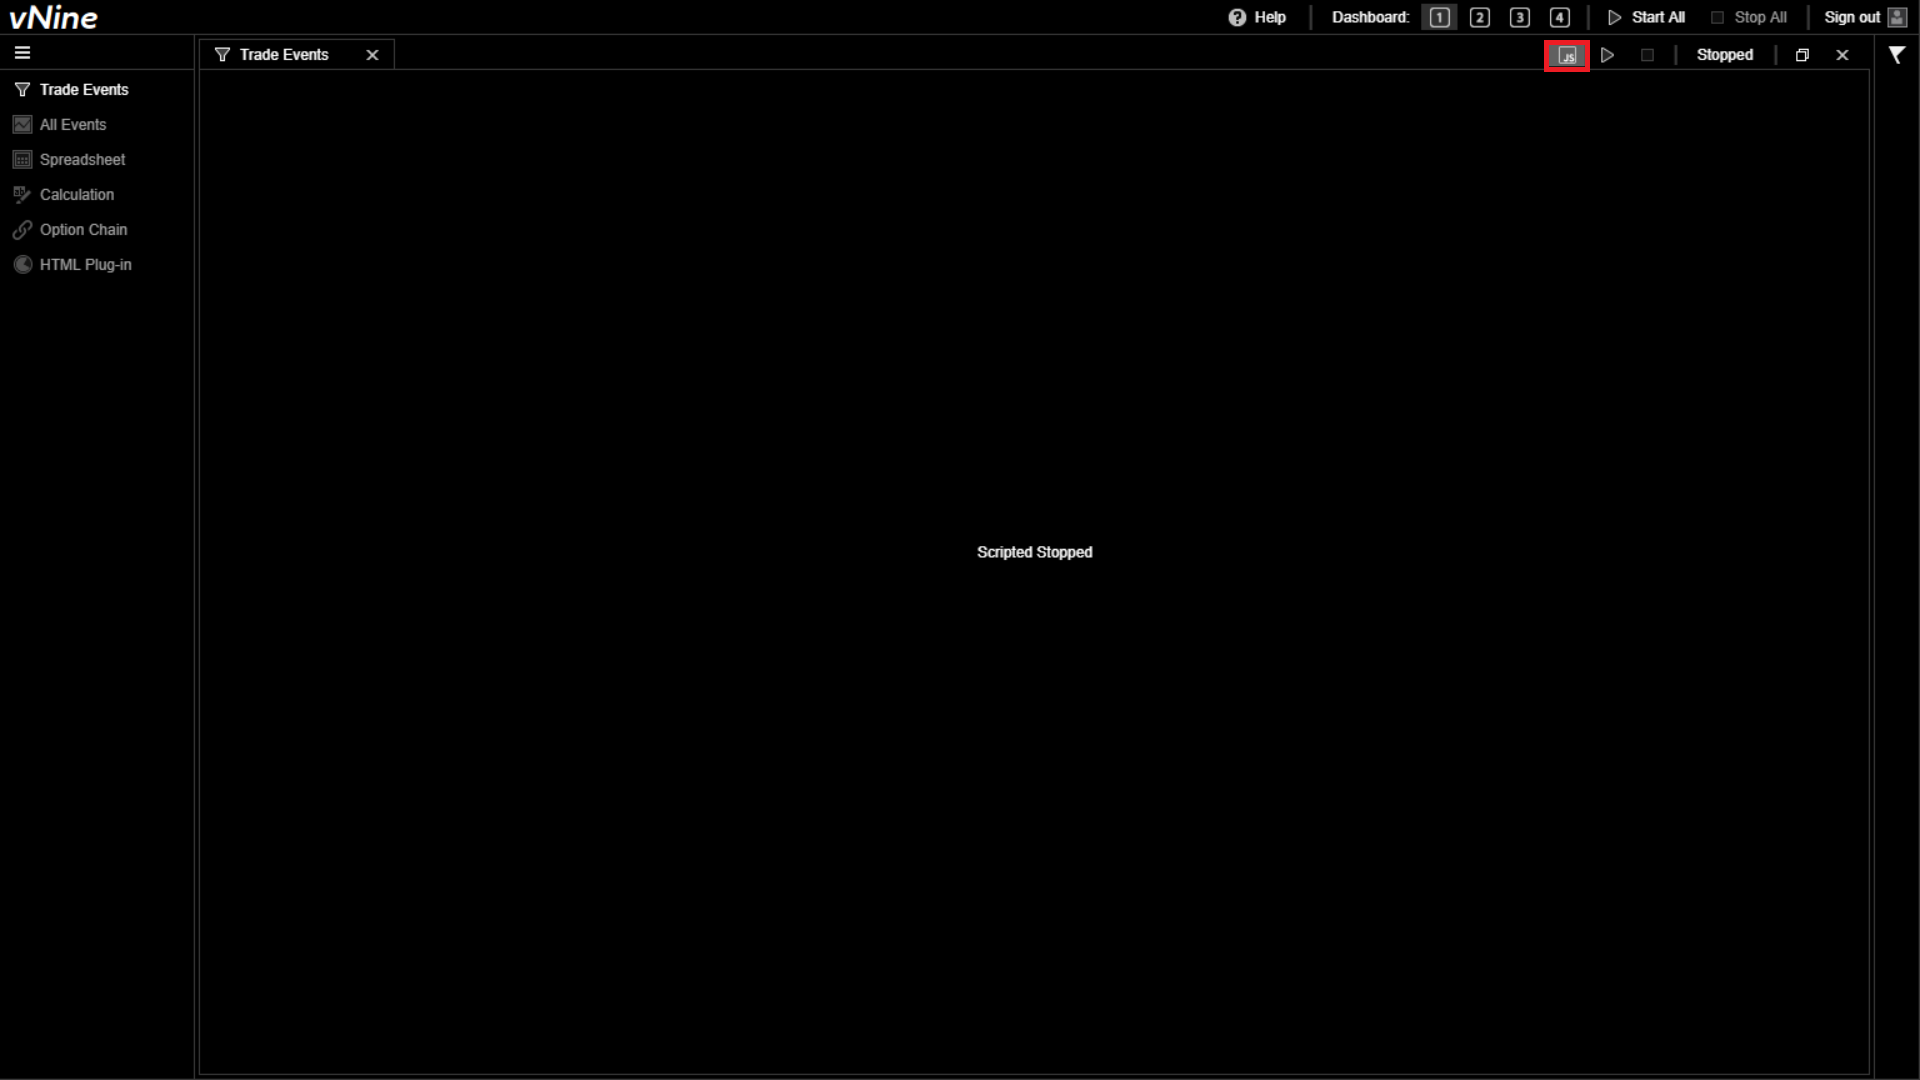 vNine
Help
Dashboard:
1
2
3
4
Start All
Stop All
Sign out
Trade Events
JS
Stopped
Trade Events
All Events
Spreadsheet
Calculation
Option Chain
HTML Plug-in
Scripted Stopped